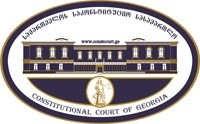 საქართველოს საკონსტიტუციო სასამართლო
www.constcourt.ge
CONSTITUTIONAL COURT OF GEORGIA